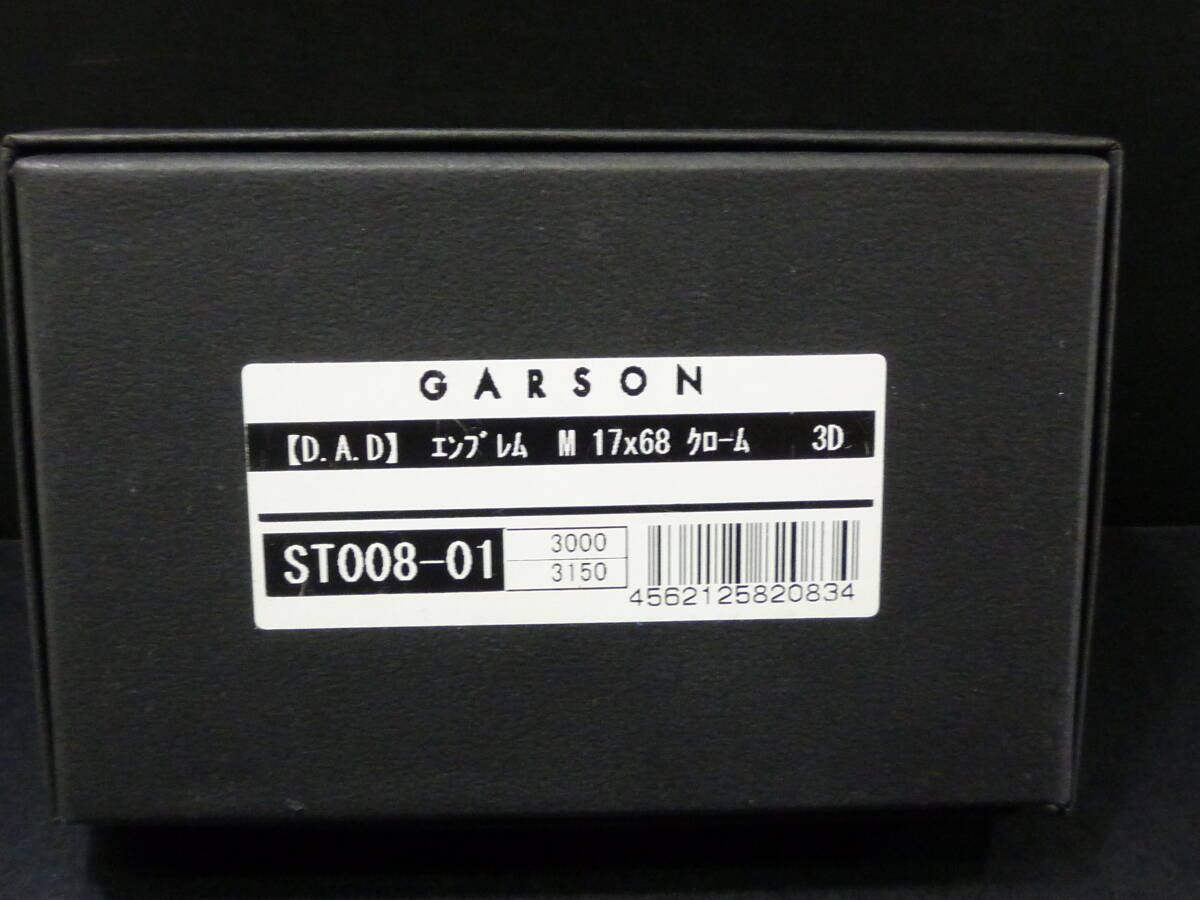 GARSON
【D.A.D】 ｴﾝﾌﾞﾚﾑ M 17x68 ｸﾛｰﾑ 3D
ST008-01
3000
3150
4562125820834